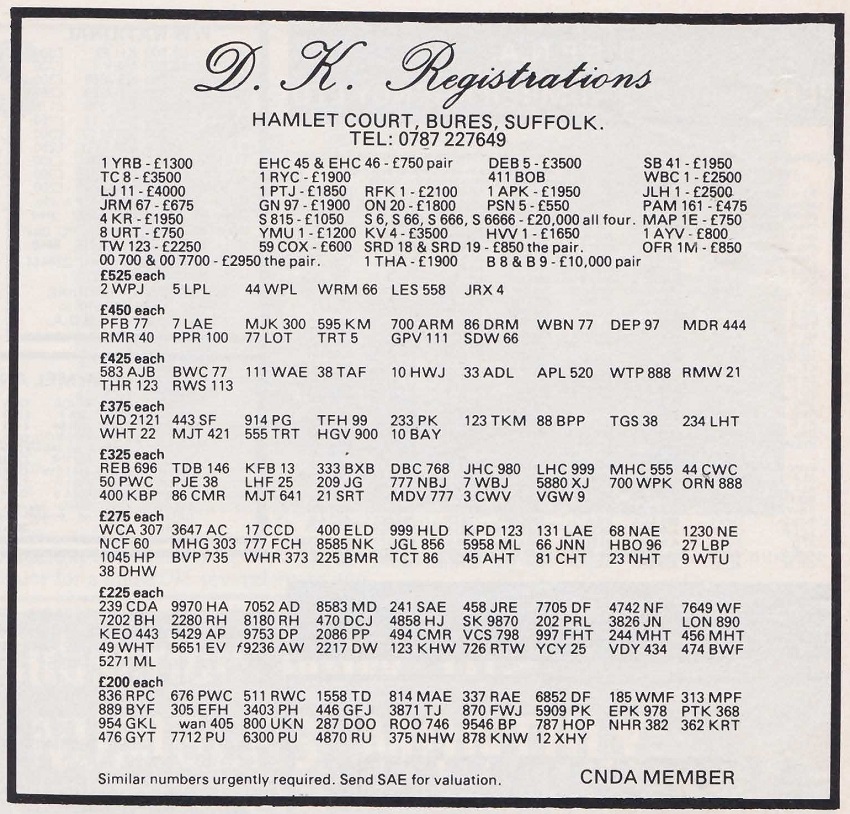 D. K. Registrations
HAMLET COURT, BURES, SUFFOLK.
TEL: 0787 227649
1 YRB - £1300 EHC 45 & EHC 46 - £750 pair DEB 5 - £3500 SB 41 - £1950
TC 8 - £3500 1 RYC - £1900 411 BOB WBC 1 - £2500
LJ 11 - £4000 1 PTJ - £1850 RFK 1 - £2100 1 APK - £1950 JLH 1 - £2500
JRM 67 - £675 GN 97 - £1900 ON 20 - £1800 PSN 5 - £550 PAM 161 - £475
4 KR - £1950 S 815 - £1050 S 6, S 66, S 666, S 6666 - £20,000 all four. MAP 1E - £750
8 URT - £750 YMU 1 - £1200 KV 4 - £3500 HVV 1 - £1650 1 AYV - £800
TW 123 - £2250 59 COX - £600 SRD 18 & SRD 19 - £850 the pair. OFR 1M - £850
00 700 & 00 7700 - £2950 the pair. 1 THA - £1900 B 8 & B 9 - £10,000 pair
£525 each
2 WPJ 5 LPL 44 WPL WRM 66 LES 558 JRX 4
£450 each
PFB 77 7 LAE MJK 300 595 KM 700 ARM 86 DRM WBN 77 DEP 97 MDR 444
RMR 40 PPR 100 77 LOT TRT 5 GPV 111 SDW 66
£425 each
583 AJB BWC 77 111 WAE 38 TAF 10 HWJ 33 ADL APL 520 WTP 888 RMW 21
THR 123 RWS 113
£375 each
WD 2121 443 SF 914 PG TFH 99 233 PK 123 TKM 88 BPP TGS 38 234 LHT
WHT 22 MJT 421 555 TRT HGV 900 10 BAY
£325 each
REB 696 TDB 146 KFB 13 333 BXB DBC 768 JHC 980 LHC 999 MHC 555 44 CWC
50 PWC PJE 38 LHF 25 209 JG 777 NBJ 7 WBJ 5880 XJ 700 WPK ORN 888
400 KBP 86 CMR MJT 641 21 SRT MDV 777 3 CWV VGW 9
£275 each
WCA 307 3647 AC 17 CCD 400 ELD 999 HLD KPD 123 131 LAE 68 NAE 1230 NE
NCF 60 MHG 303 777 FCH 8585 NK JGL 856 5958 ML 66 JNN HBO 96 27 LBP
1045 HP BVP 735 WHR 373 225 BMR TCT 86 45 AHT 81 CHT 23 NHT 9 WTU
38 DHW
£225 each
239 CDA 9970 HA 7052 AD 8583 MD 241 SAE 458 JRE 7705 DF 4742 NF 7649 WF
7202 BH 2280 RH 8180 RH 470 DCJ 4858 HJ SK 9870 202 PRL 3826 JN LON 890
KEO 443 5429 AP 9753 DP 2086 PP 494 CMR VCS 798 997 FHT 244 MHT 456 MHT
49 WHT 5651 EV 9236 AW 2217 DW 123 KHW 726 RTW YCY 25 VDY 434 474 BWF
5271 ML
£200 each
836 RPC 676 PWC 511 RWC 1558 TD 814 MAE 337 RAE 6852 DF 185 WMF 313 MPF
889 BYF 305 EFH 3403 PH 446 GFJ 3871 TJ 870 FWJ 5909 PK EPK 978 PTK 368
954 GKL wan 405 800 UKN 287 DOO ROO 746 9546 BP 787 HOP NHR 382 362 KRT
476 GYT 7712 PU 6300 PU 4870 RU 375 NHW 878 KNW 12 XHY
Similar numbers urgently required. Send SAE for valuation. CNDA MEMBER